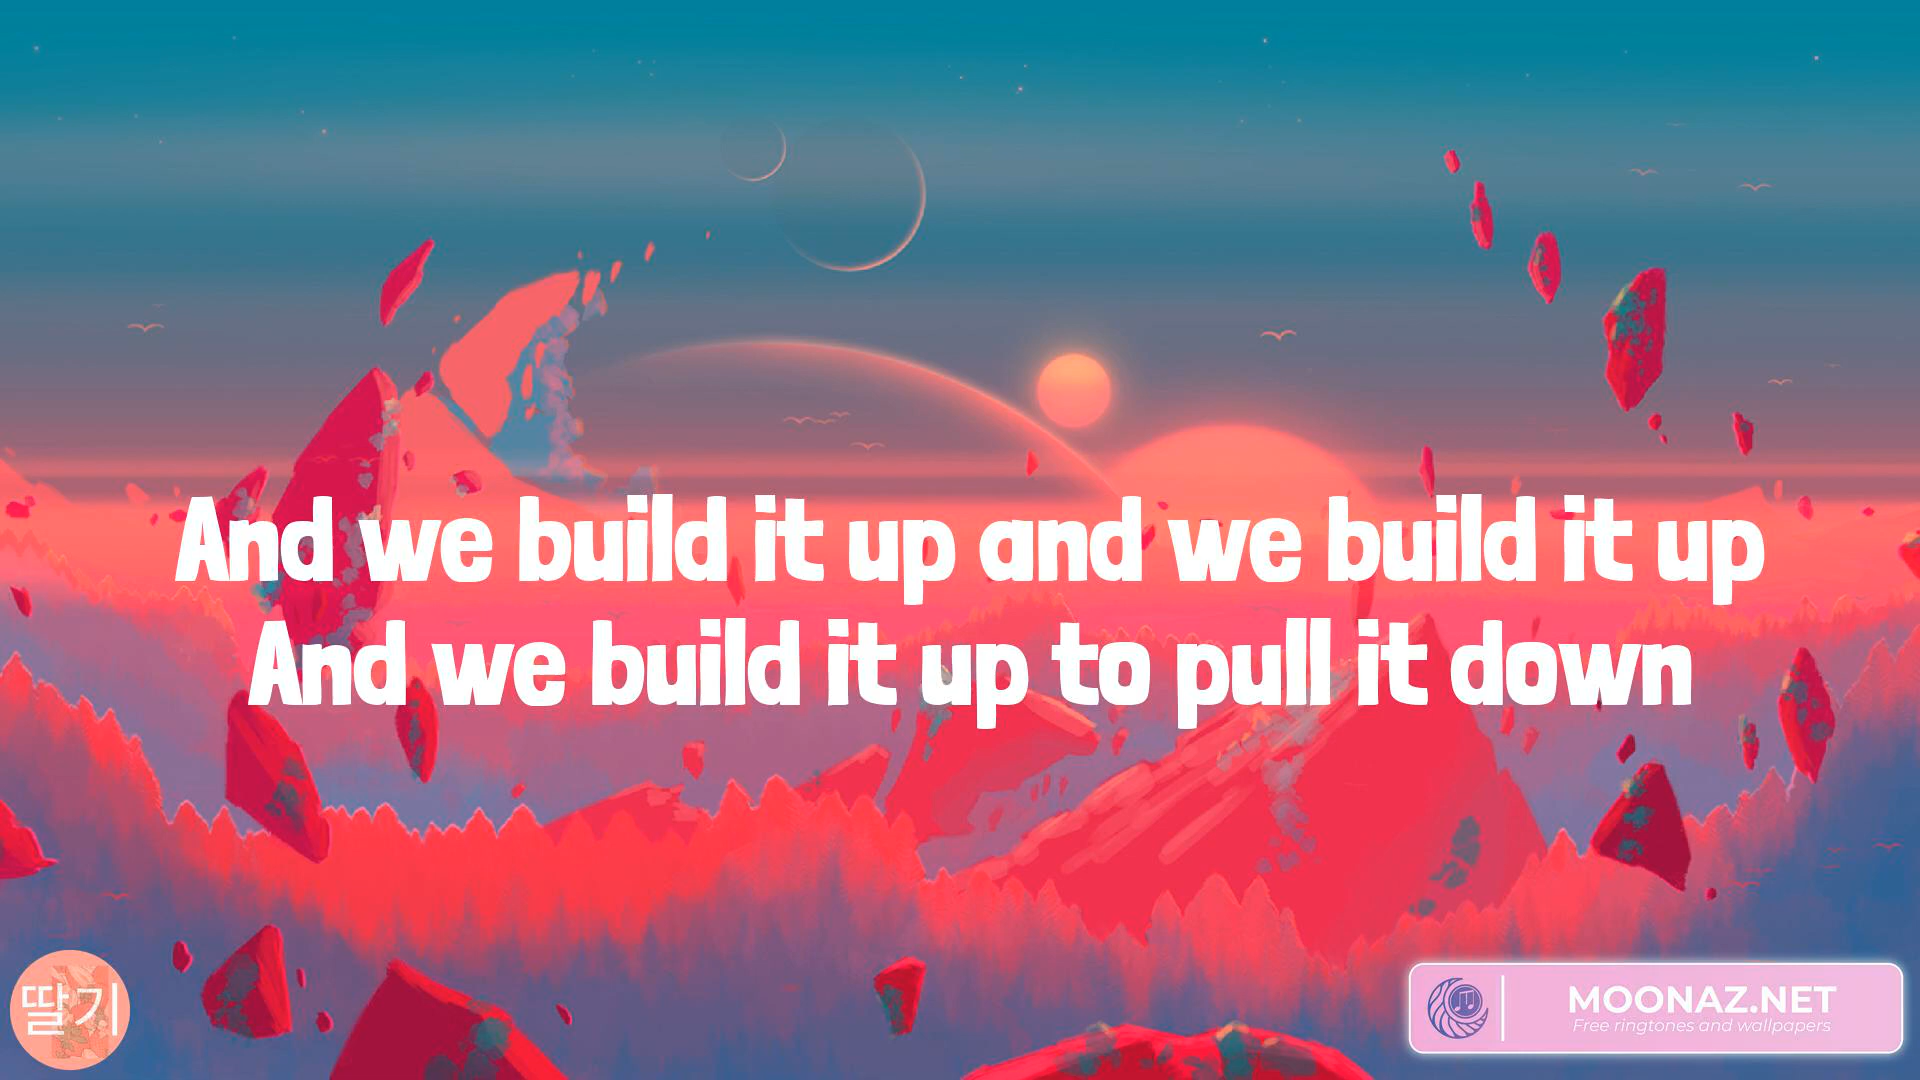 And we build it up and we build it up
And we build it up to pull it down
딸기
MOONAZ.NET
Free ringtones and wallpapers